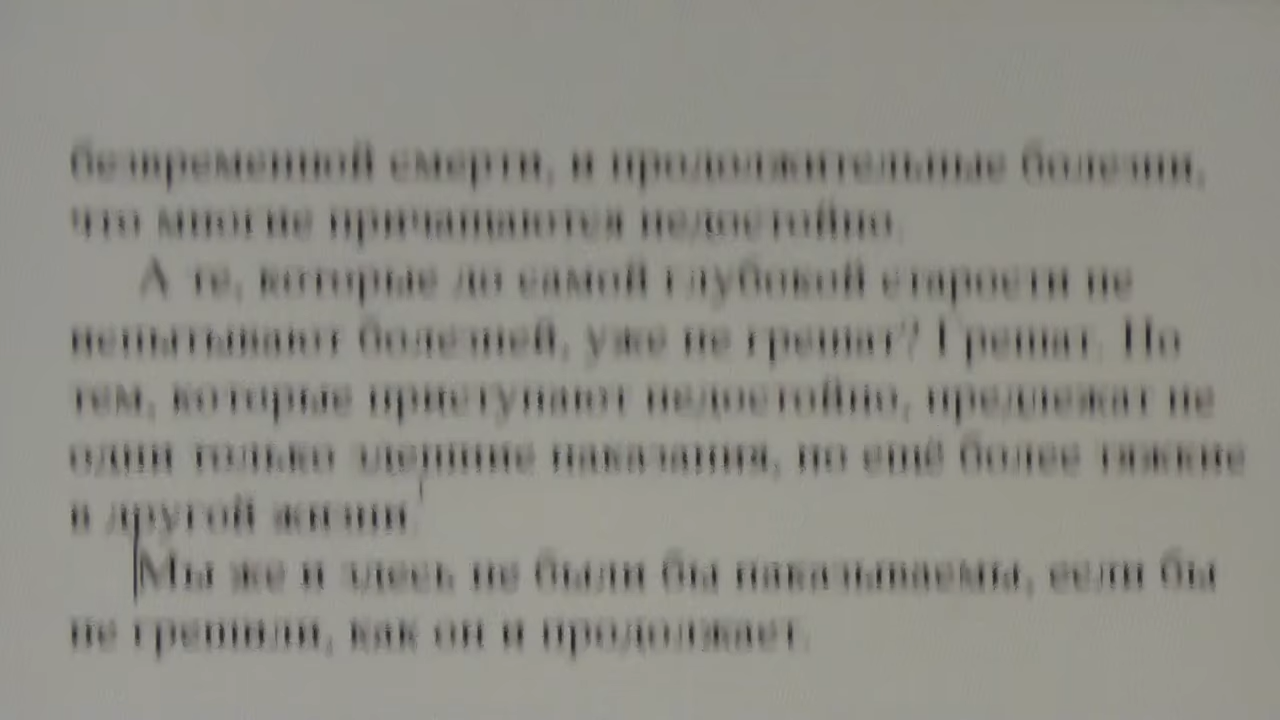 безвременной смерти, и продолжительные болезни,
что многие причащаются недостойно.
А те, которые до самой глубокой старости не
испытывают болезней, уже не грешат? Грешат. Но
тем, которые приступают недостойно, предлежат не
одни только здешние наказания, но ещё более тяжкие
в другой жизни.
Мы же и здесь не были бы наказываемы, если бы
не грешили, как он и продолжает.